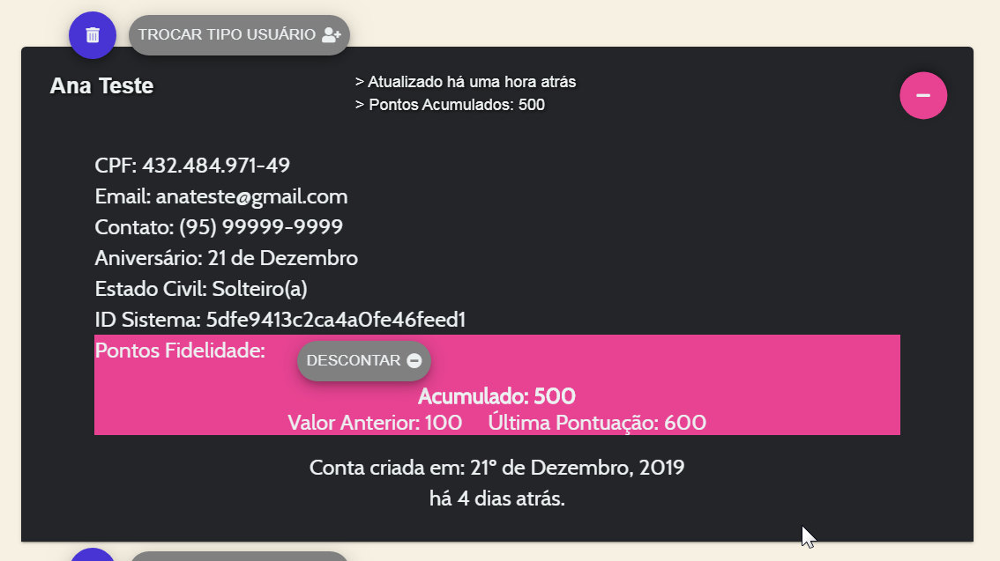 TROCAR TIPO USUÁRIO
Ana Teste
> Atualizado há uma hora atrás
> Pontos Acumulados: 500
CPF: 432.484.971-49
Email: anateste@gmail.com
Contato: (95) 99999-9999
Aniversário: 21 de Dezembro
Estado Civil: Solteiro(a)
ID Sistema: 5dfe9413c2ca4a0fe46feed1
Pontos Fidelidade: DESCONTAR
Acumulado: 500
Valor Anterior: 100 Última Pontuação: 600
Conta criada em: 21º de Dezembro, 2019
há 4 dias atrás.